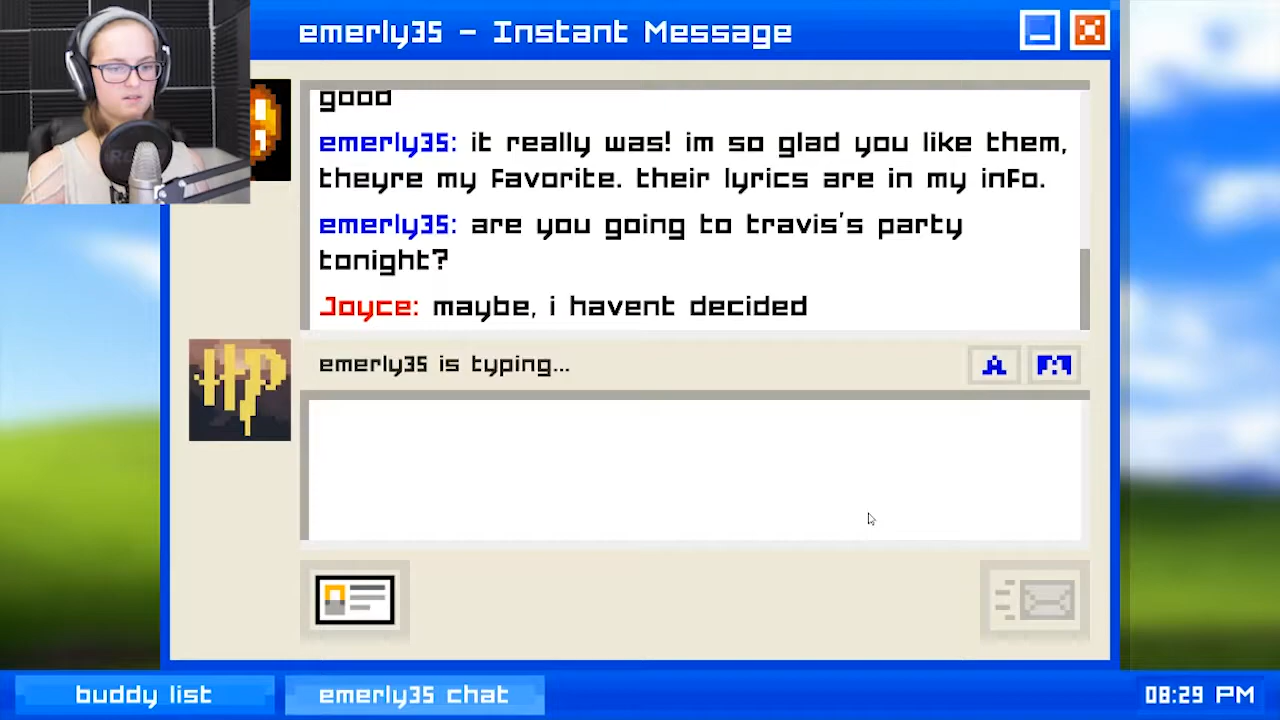 emerly35 - Instant Message
good
emerly35: it really was! im so glad you like them,
theyre my favorite. their lyrics are in my info.
emerly35: are you going to travis's party
tonight?
Joyce: maybe, i havent decided
HP
emerly35 is typing...
A
buddy list
emerly35 chat
08:29 PM